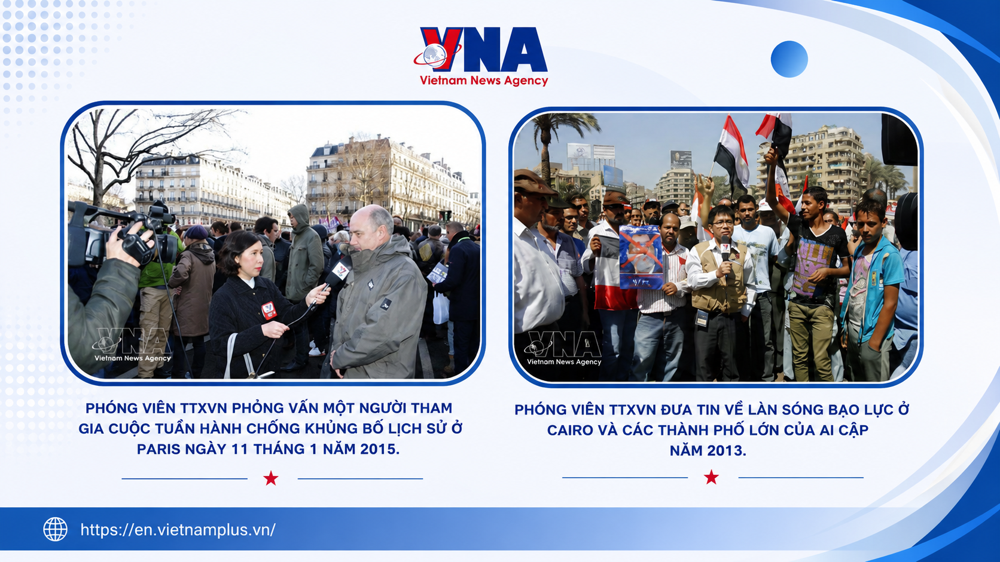 VNA
Vietnam News Agency
VNA
Vietnam News Agency
VNA
Vietnam News Agency
PHÓNG VIÊN TTXVN PHỎNG VẤN MỘT NGƯỜI THAM
GIA CUỘC TUẦN HÀNH CHỐNG KHỦNG BỐ LỊCH SỬ Ở
PARIS NGÀY 11 THÁNG 1 NĂM 2015.
PHÓNG VIÊN TTXVN ĐƯA TIN VỀ LÀN SÓNG BẠO LỰC Ở
CAIRO VÀ CÁC THÀNH PHỐ LỚN CỦA AI CẬP
NĂM 2013.
https://en.vietnamplus.vn/